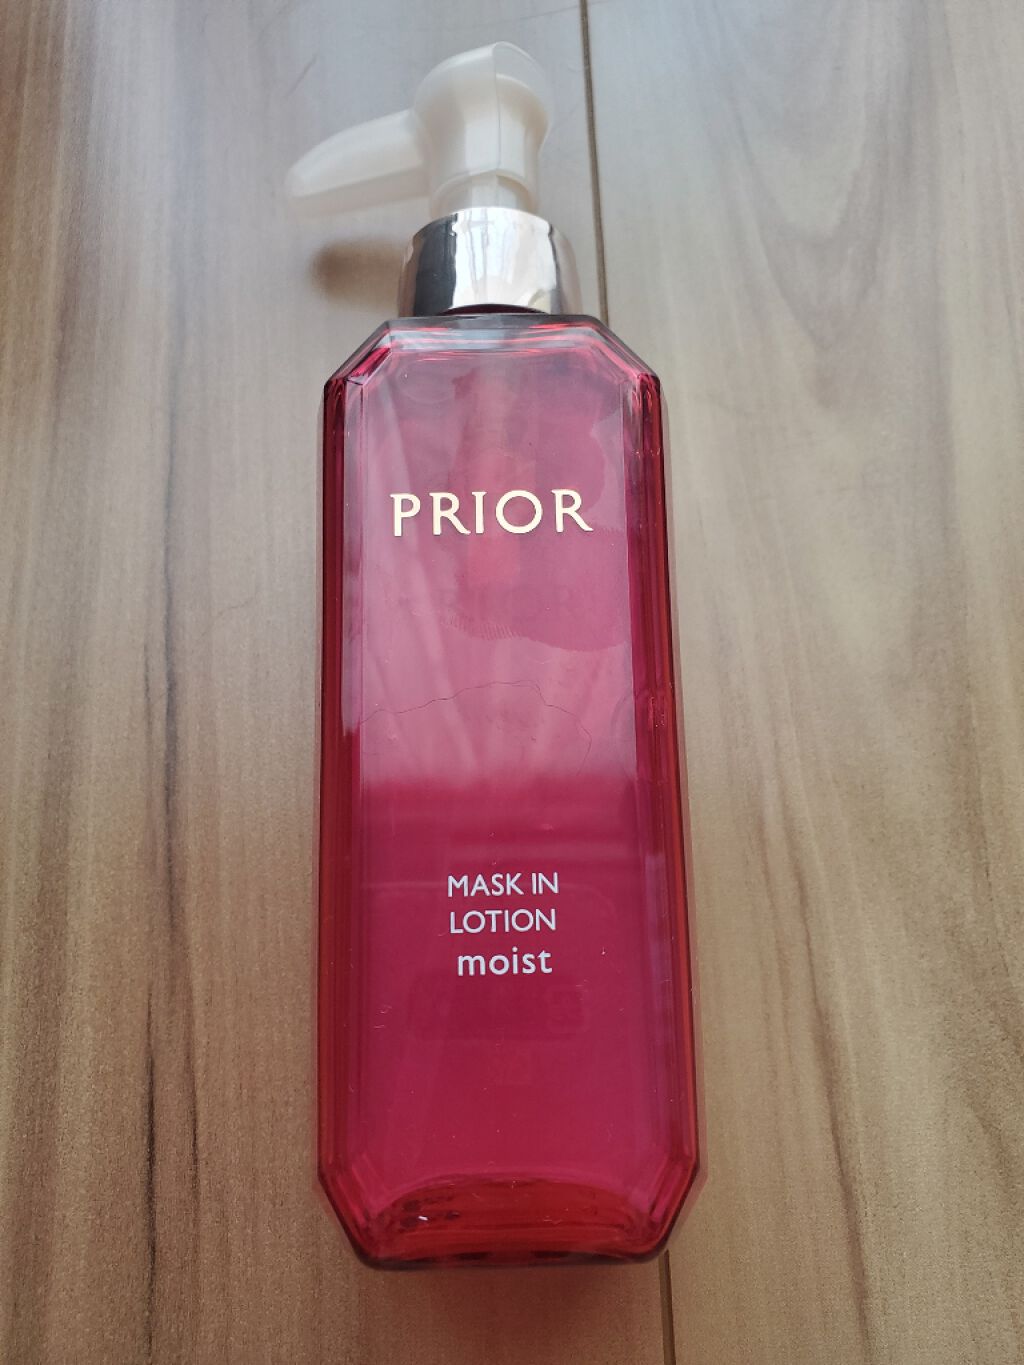 PRIOR
MASK IN
LOTION
moist